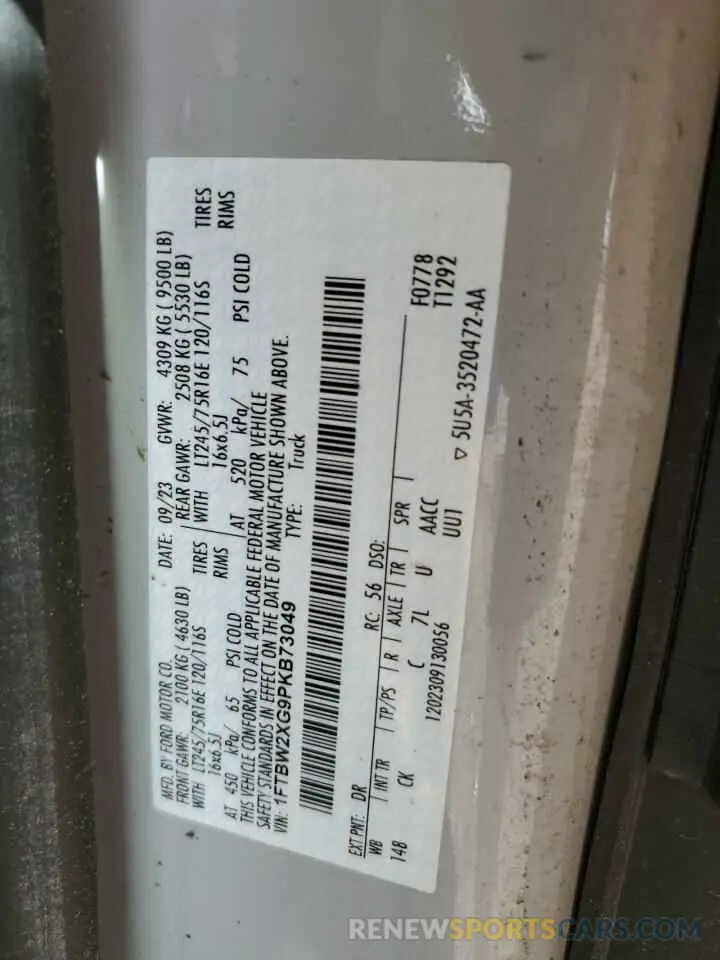 MFD. BY FORD MOTOR CO. DATE: 09/23 GVWR: 4309 KG ( 9500 LB)
FRONT GAWR: 2100 KG ( 4630 LB) REAR GAWR: 2508 KG ( 5530 LB)
WITH LT245/75R16E 120/116S TIRES WITH LT245/75R16E 120/116S TIRES
16x6.5J RIMS 16x6.5J RIMS
AT 450 kPa/ 65 PSI COLD AT 520 kPa/ 75 PSI COLD
THIS VEHICLE CONFORMS TO ALL APPLICABLE FEDERAL MOTOR VEHICLE
SAFETY STANDARDS IN EFFECT ON THE DATE OF MANUFACTURE SHOWN ABOVE.
VIN: 1FTBW2XG9PKB73049 TYPE: Truck
EXT PNT: DR RC: 56 DSO: F0778
WB INT TR TP/PS R AXLE TR SPR T1292
148 CK C 7L U AACC
UU1
1202309130056 ▽ 5U5A-3520472-AA
RENEWSPORTSCARS.COM